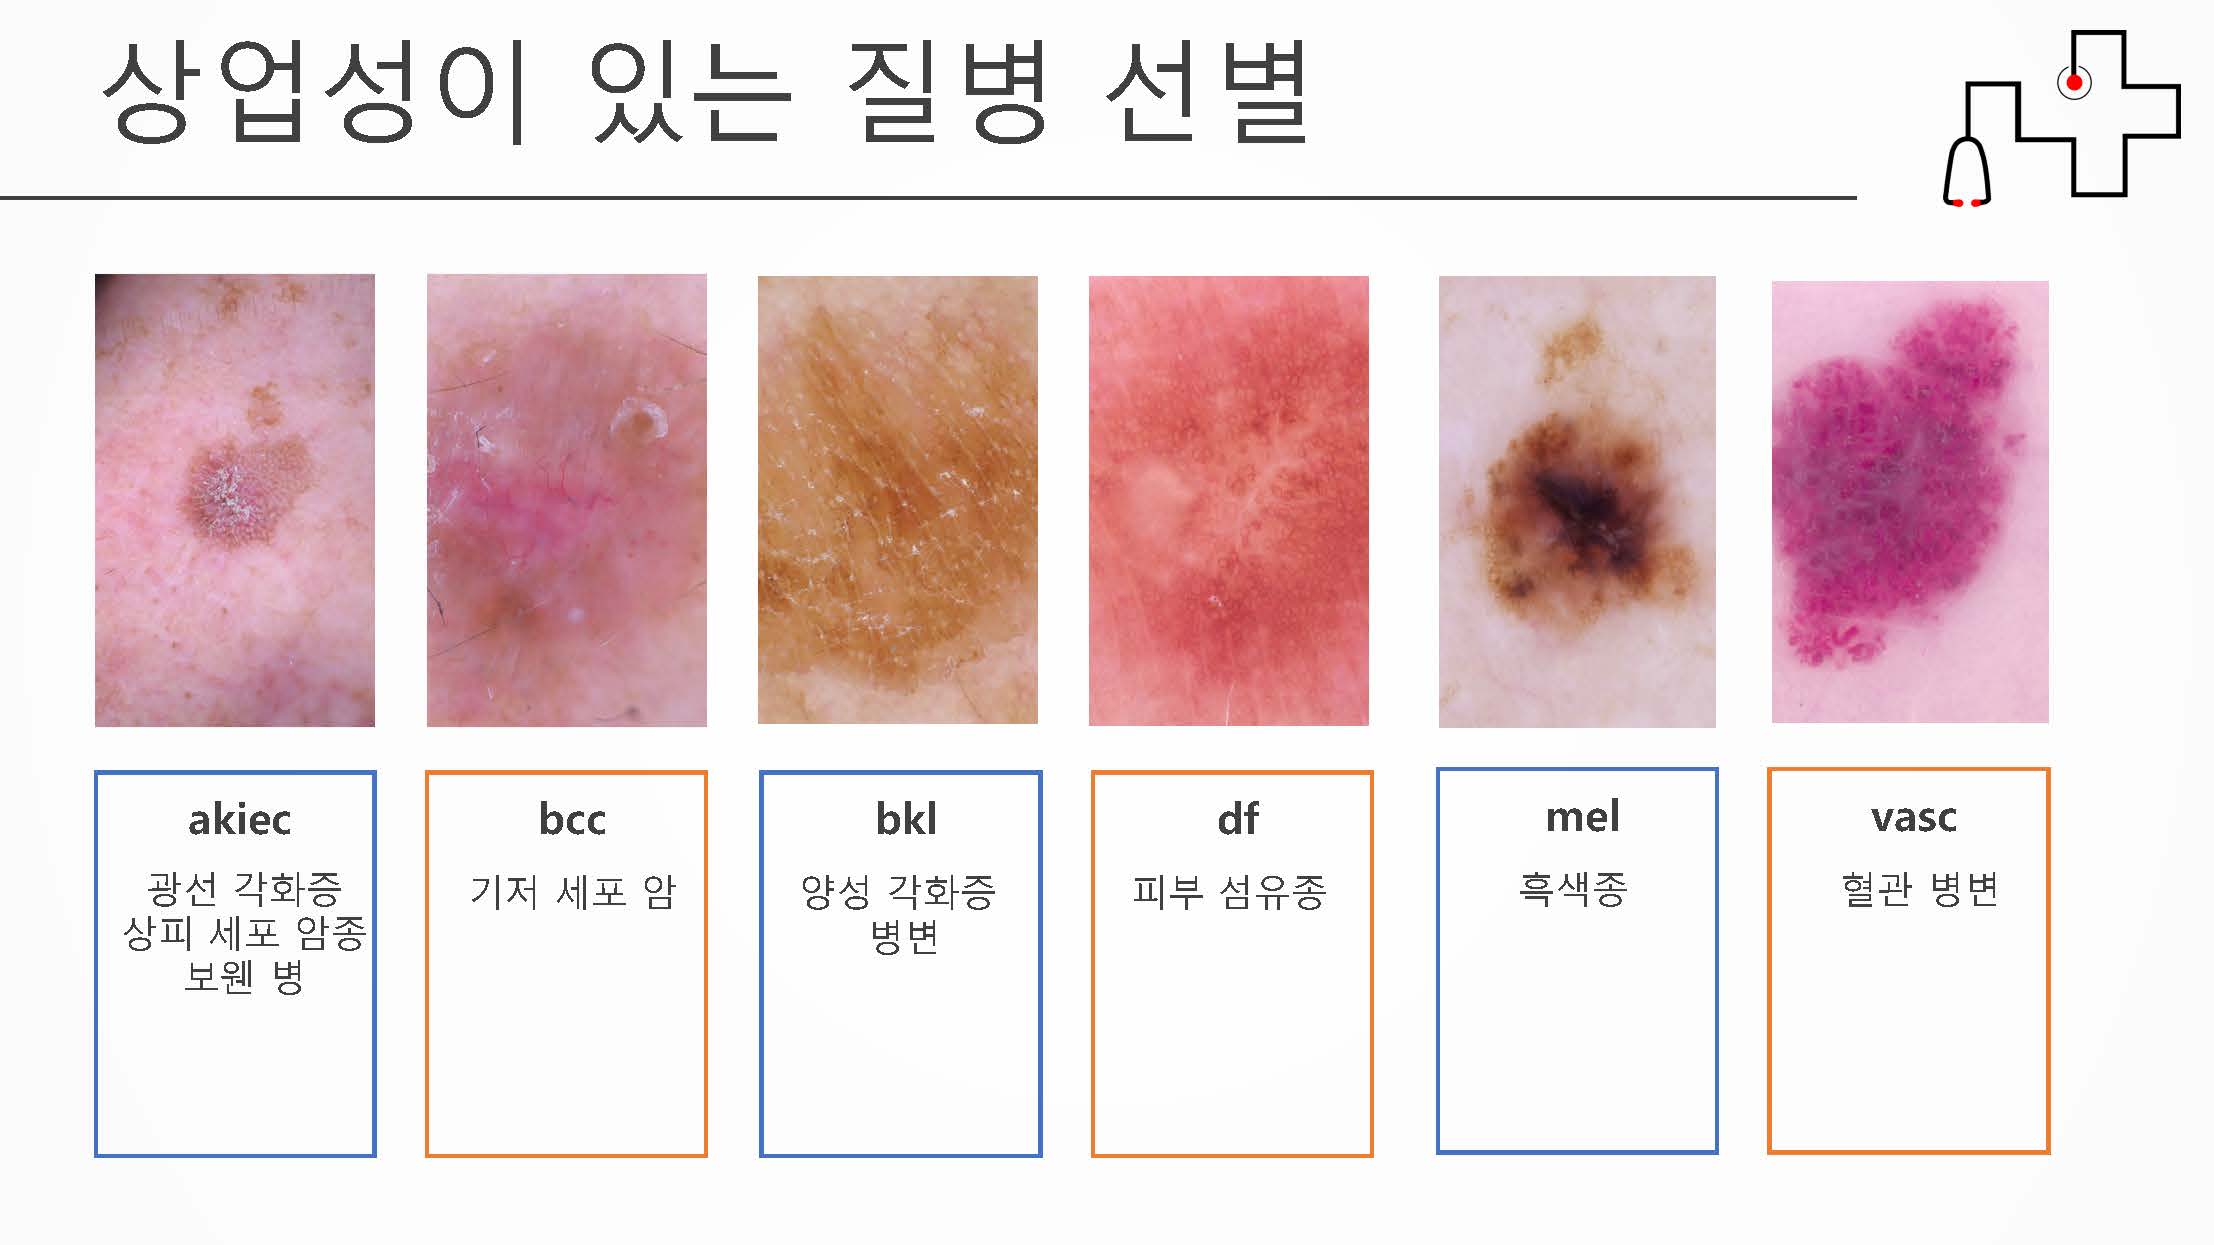 상업성이 있는 질병 선별
akiec
광선 각화증
상피 세포 암종
보웬 병
bcc
기저 세포 암
bkl
양성 각화증
병변
df
피부 섬유종
mel
흑색종
vasc
혈관 병변